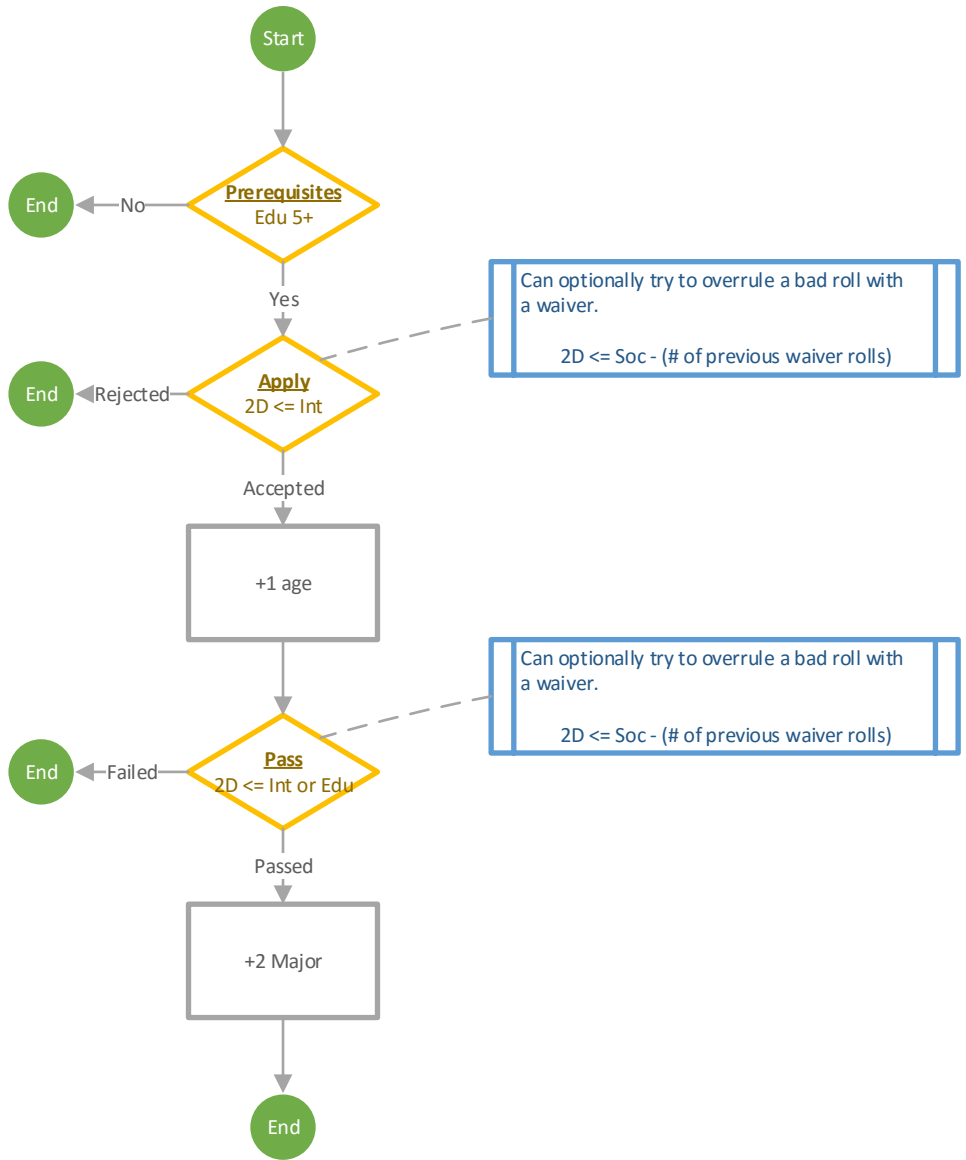 Start
Prerequisites
Edu 5+
No
End
Yes
Can optionally try to overrule a bad roll with
a waiver.
2D <= Soc - (# of previous waiver rolls)
Apply
2D <= Int
Rejected
End
Accepted
+1 age
Can optionally try to overrule a bad roll with
a waiver.
2D <= Soc - (# of previous waiver rolls)
Pass
2D <= Int or Edu
Failed
End
Passed
+2 Major
End